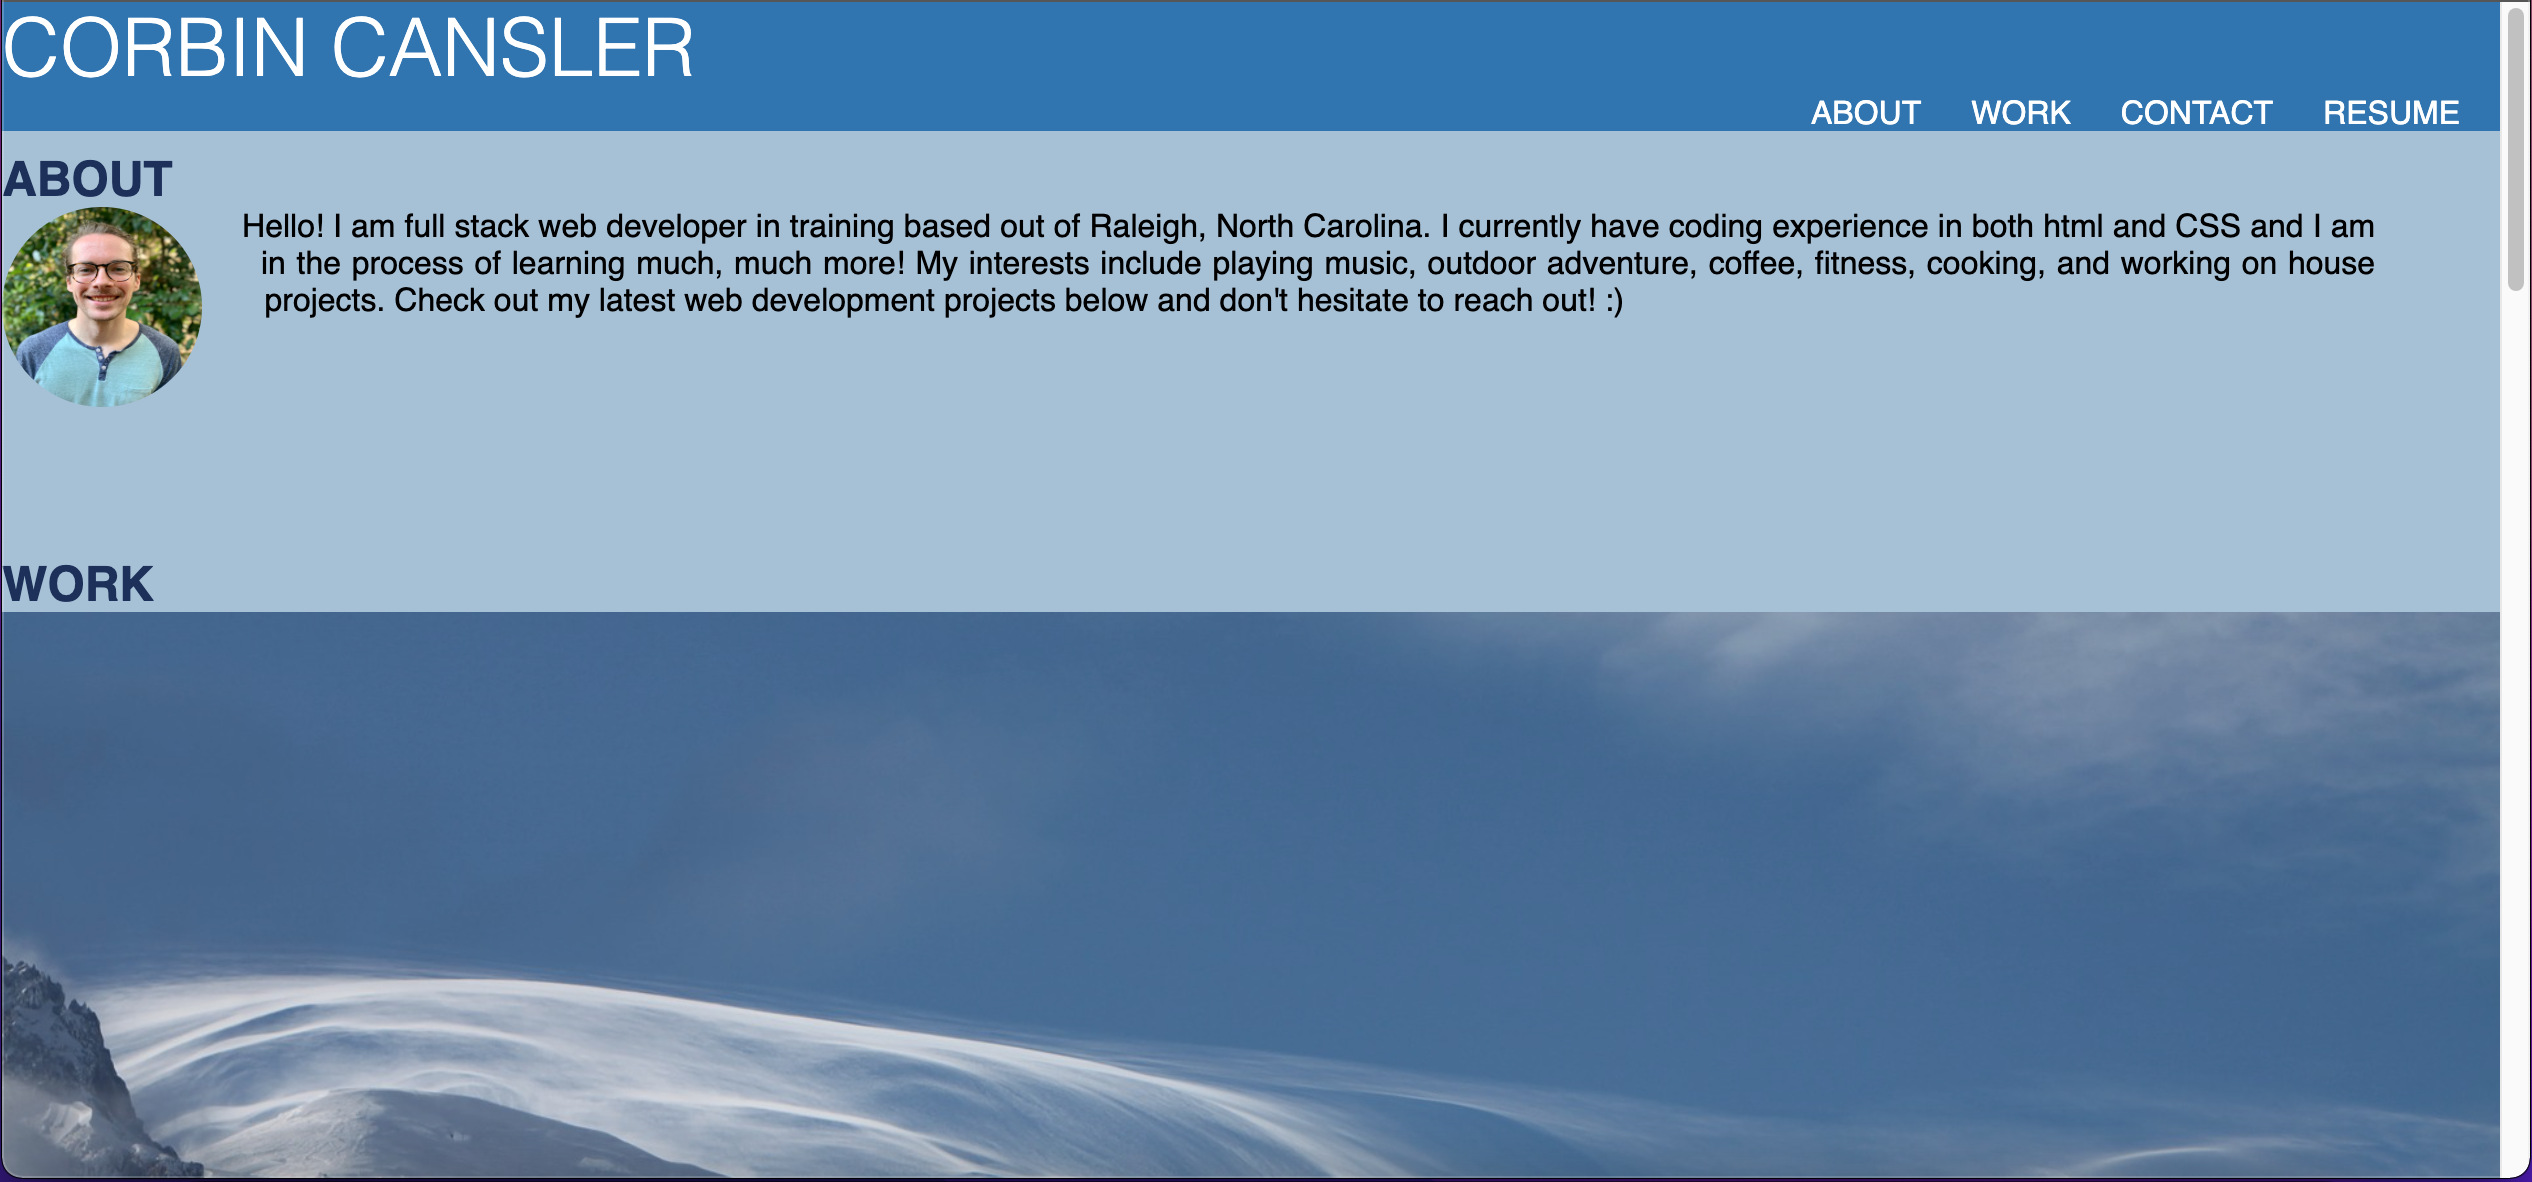 CORBIN CANSLER
ABOUT WORK CONTACT RESUME
ABOUT
Hello! I am full stack web developer in training based out of Raleigh, North Carolina. I currently have coding experience in both html and CSS and I am
in the process of learning much, much more! My interests include playing music, outdoor adventure, coffee, fitness, cooking, and working on house
projects. Check out my latest web development projects below and don't hesitate to reach out! :)
WORK